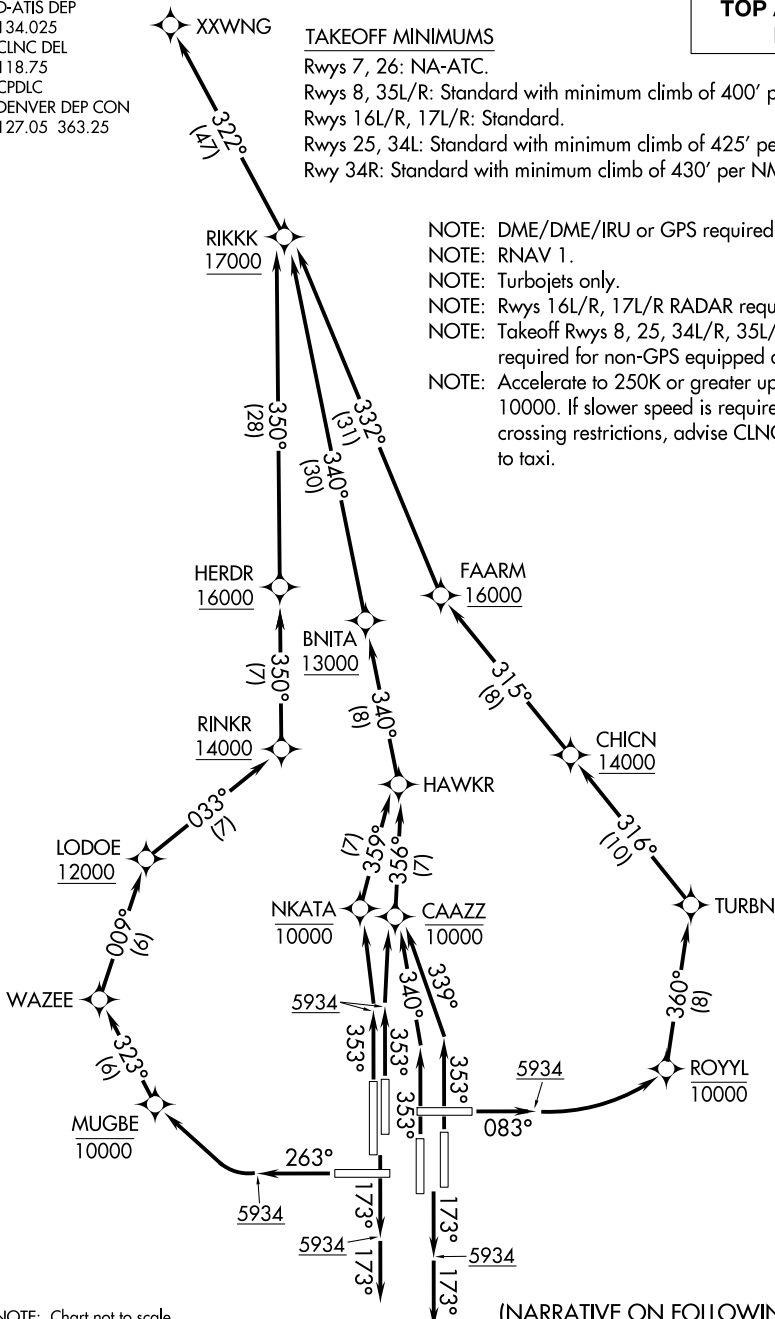 D-ATIS DEP
134.025
CLNC DEL
118.75
CPDLC
DENVER DEP CON
127.05 363.25
TOP
XXWNG
TAKEOFF MINIMUMS
Rwys 7, 26: NA-ATC.
Rwys 8, 35L/R: Standard with minimum climb of 400'
Rwys 16L/R, 17L/R: Standard.
Rwys 25, 34L: Standard with minimum climb of 425'
Rwy 34R: Standard with minimum climb of 430' per NM
322°
(47)
RIKKK
17000
NOTE: DME/DME/IRU or GPS required
NOTE: RNAV 1.
NOTE: Turbojets only.
NOTE: Rwys 16L/R, 17L/R RADAR
NOTE: Takeoff Rwys 8, 25, 34L/R, 35L/
required for non-GPS equipped
NOTE: Accelerate to 250K or greater
10000. If slower speed is
crossing restrictions, advise
to taxi.
350°
(28)
340°
(30)
332°
(31)
HERDR
16000
FAARM
16000
BNITA
13000
350°
(7)
340°
(8)
315°
(8)
RINKR
14000
CHICN
14000
HAWKR
033°
(7)
359°
(7)
356°
(7)
316°
(10)
LODOE
12000
009°
(6)
NKATA
10000
CAAZZ
10000
TURBN
WAZEE
5934
340°
339°
360°
(8)
353°
353°
353°
353°
323°
(6)
5934
ROYYL
10000
MUGBE
10000
083°
263°
5934
173°
173°
5934
5934
173°
173°
NOTE: Chart not to scale
(NARRATIVE ON